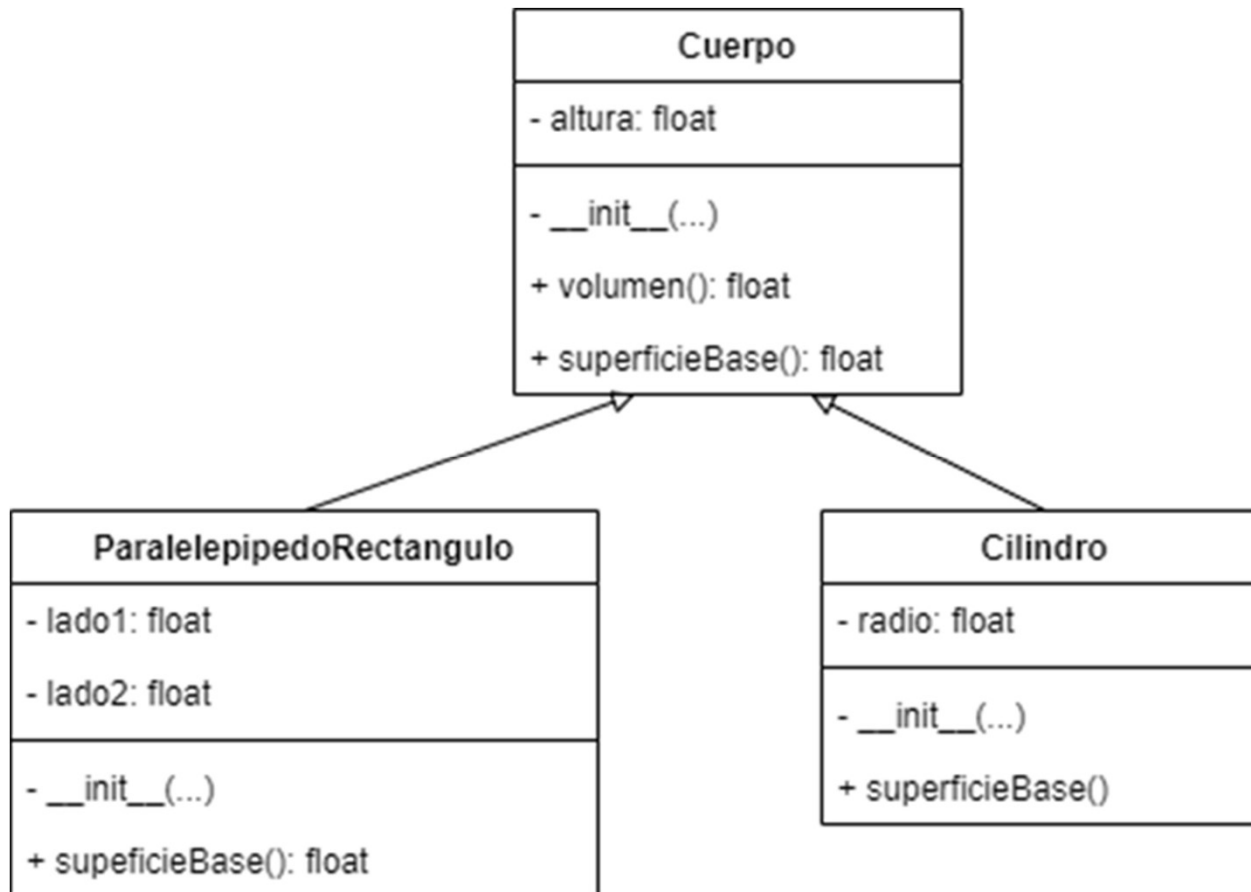 Cuerpo
- altura: float
- __init__(...)
+ volumen(): float
+ superficieBase(): float
ParalelepipedoRectangulo
- lado1: float
- lado2: float
- __init__(...)
+ supeficieBase(): float
Cilindro
- radio: float
- __init__(...)
+ superficieBase()